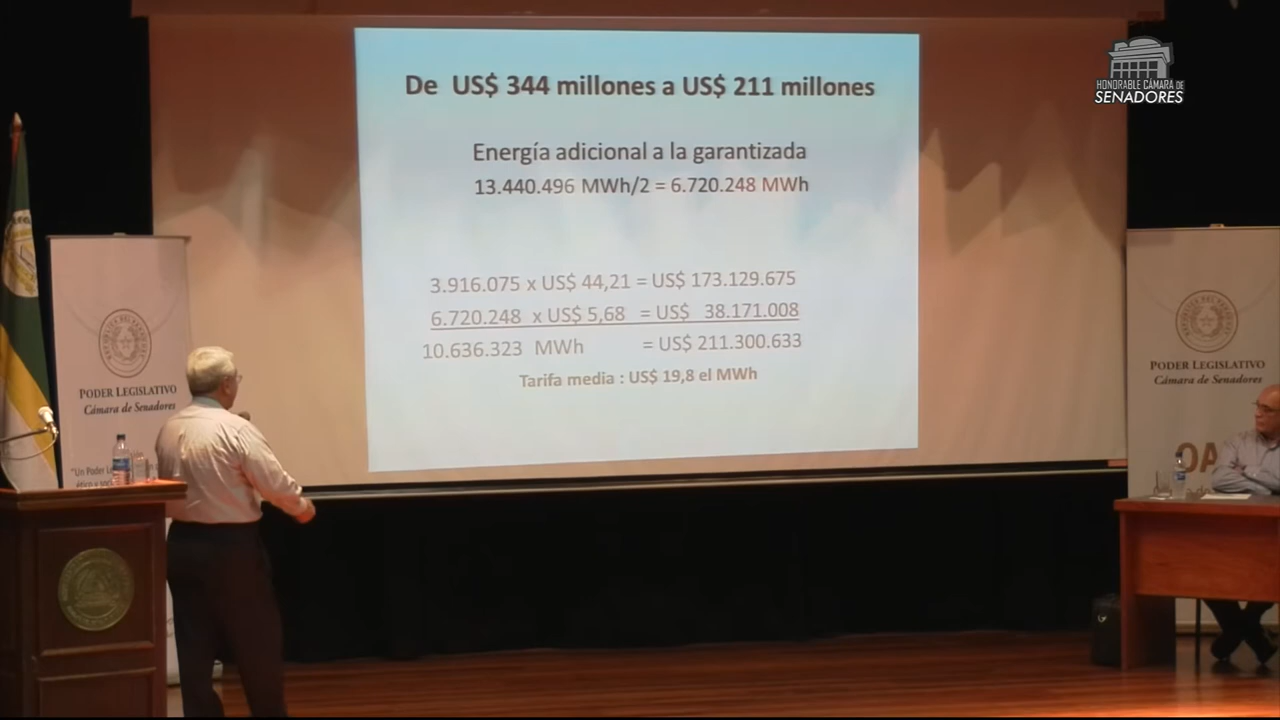 HONORABLE CÁMARA DE
SENADORES
De US$ 344 millones a US$ 211 millones
Energía adicional a la garantizada
13.440.496 MWh/2 = 6.720.248 MWh
3.916.075 x US$ 44,21 = US$ 173.129.675
6.720.248 x US$ 5,68 = US$ 38.171.008
10.636.323 MWh = US$ 211.300.633
Tarifa media : US$ 19,8 el MWh
PODER LEGISLATIVO
Cámara de Senadores
"Un Poder
PODER LEGISLATIVO
Cámara de Senadores
OA